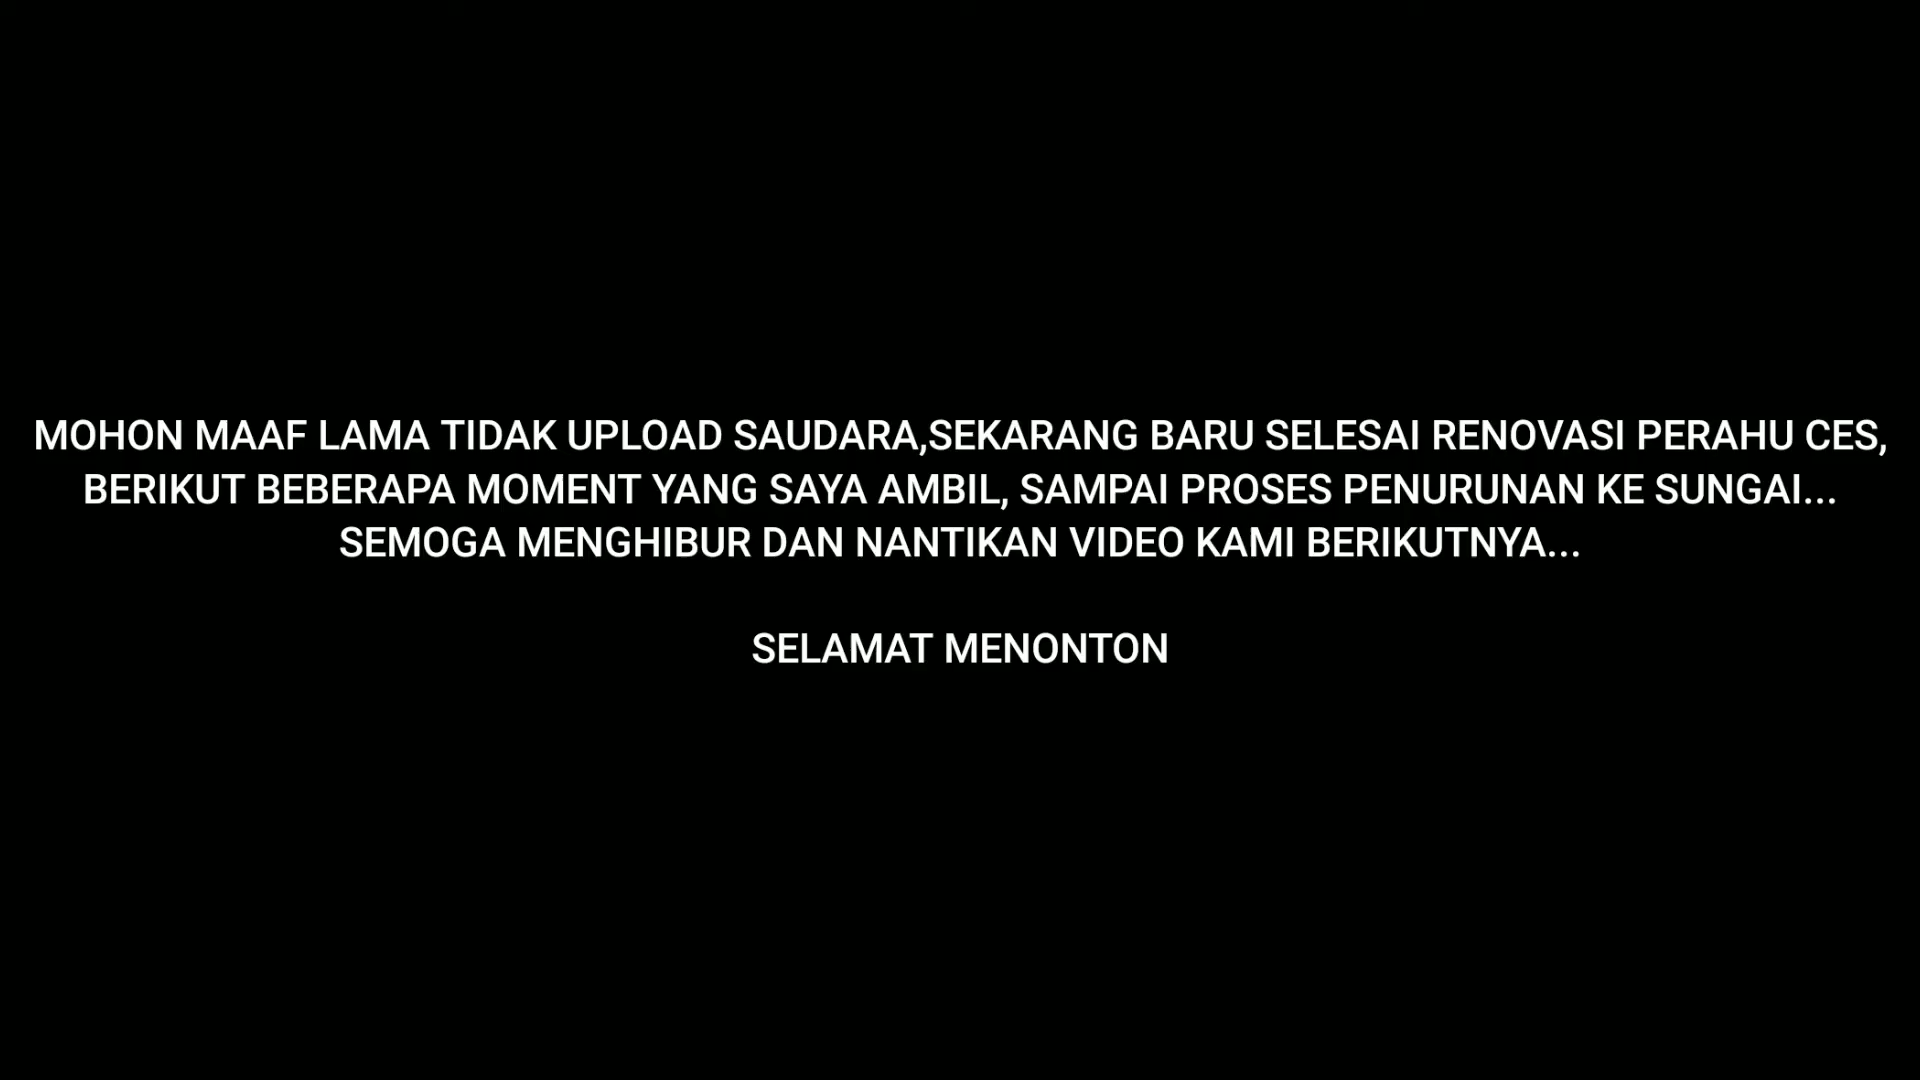 MOHON MAAF LAMA TIDAK UPLOAD SAUDARA,SEKARANG BARU SELESAI RENOVASI PERAHU CES,
BERIKUT BEBERAPA MOMENT YANG SAYA AMBIL, SAMPAI PROSES PENURUNAN KE SUNGAI...
SEMOGA MENGHIBUR DAN NANTIKAN VIDEO KAMI BERIKUTNYA...
SELAMAT MENONTON